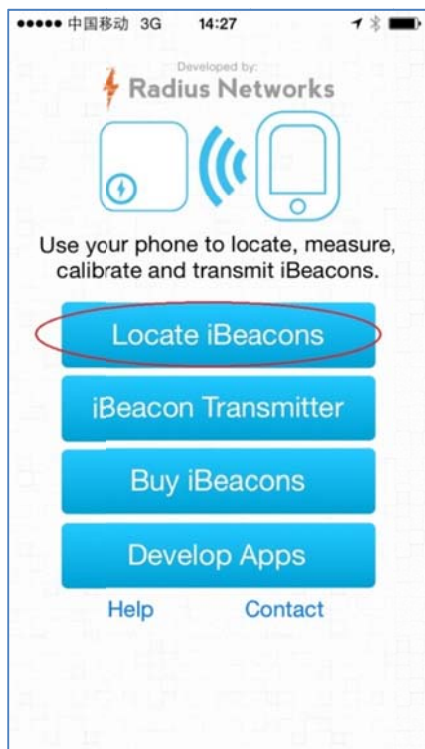 中国移动 3G 14:27
Developed by:
Radius Networks
Use your phone to locate, measure,
calibrate and transmit iBeacons.
Locate iBeacons
iBeacon Transmitter
Buy iBeacons
Develop Apps
Help Contact